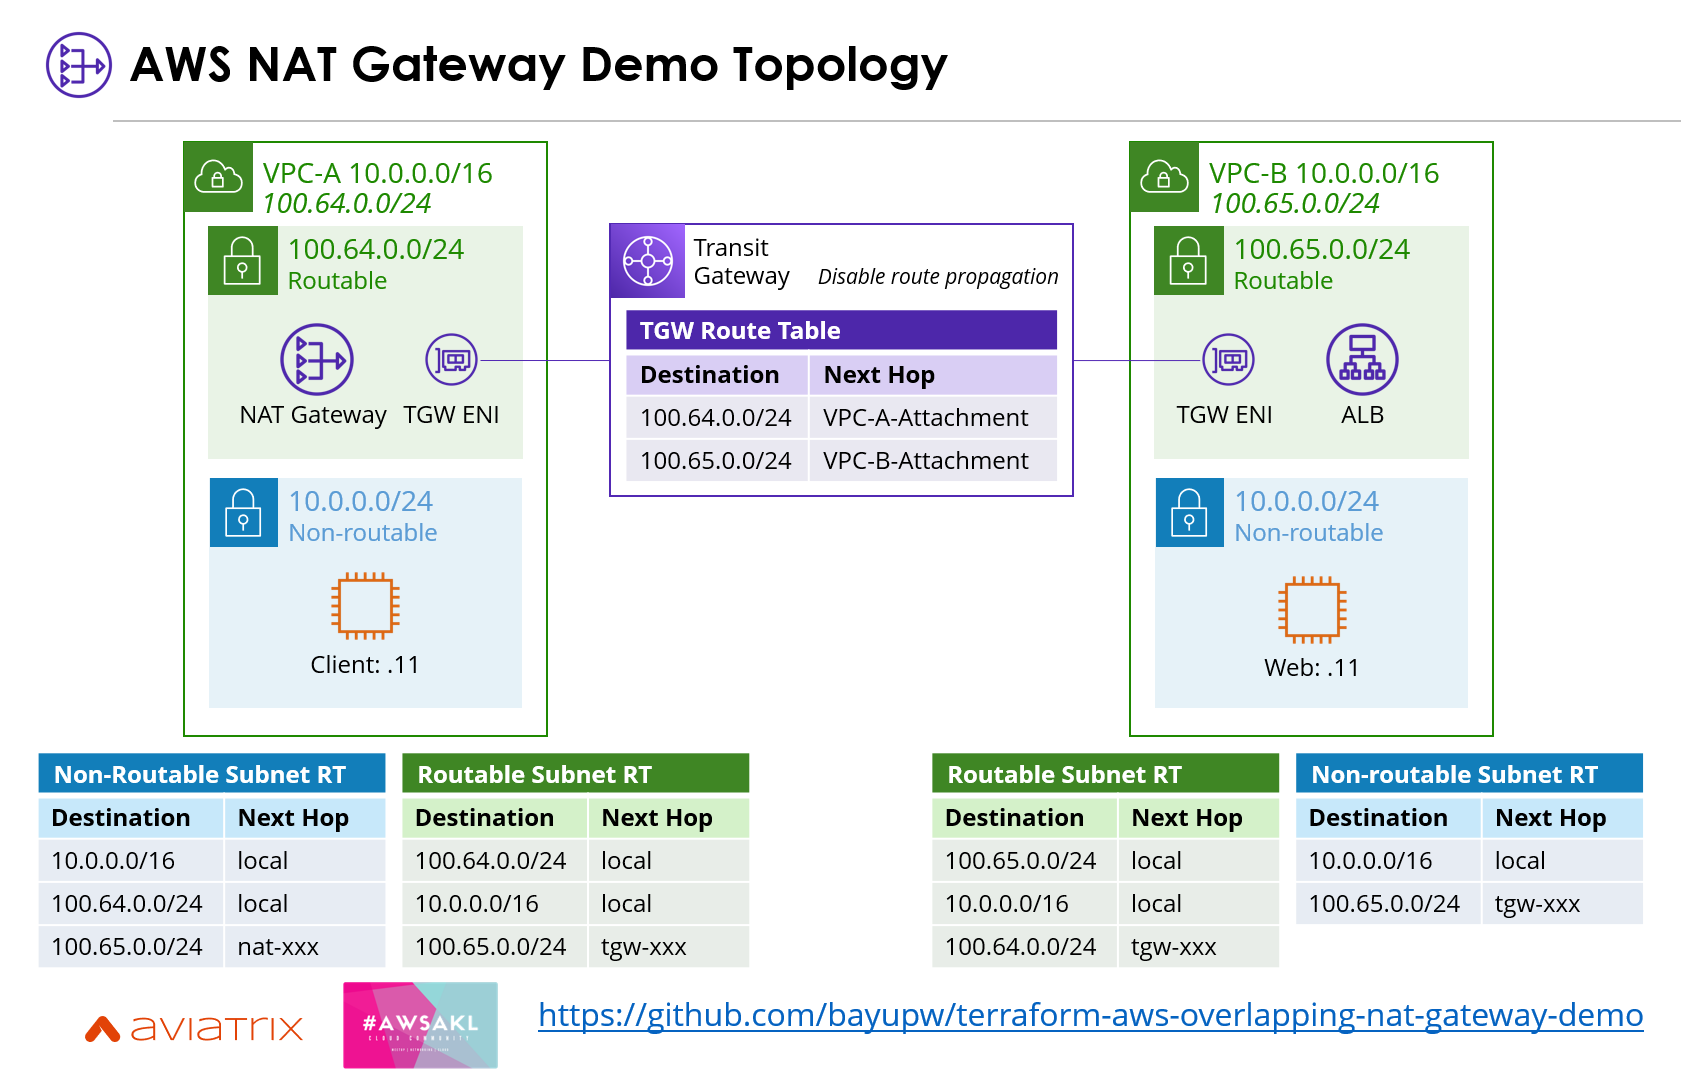 AWS NAT Gateway Demo Topology
VPC-A 10.0.0.0/16
100.64.0.0/24
100.64.0.0/24
Routable
NAT Gateway
TGW ENI
10.0.0.0/24
Non-routable
Client: .11
Transit
Gateway
Disable route propagation
TGW Route Table
Destination Next Hop
100.64.0.0/24 VPC-A-Attachment
100.65.0.0/24 VPC-B-Attachment
VPC-B 10.0.0.0/16
100.65.0.0/24
100.65.0.0/24
Routable
TGW ENI
ALB
10.0.0.0/24
Non-routable
Web: .11
Non-Routable Subnet RT
Destination Next Hop
10.0.0.0/16 local
100.64.0.0/24 local
100.65.0.0/24 nat-xxx
Routable Subnet RT
Destination Next Hop
100.64.0.0/24 local
10.0.0.0/16 local
100.65.0.0/24 tgw-xxx
Routable Subnet RT
Destination Next Hop
100.65.0.0/24 local
10.0.0.0/16 local
100.64.0.0/24 tgw-xxx
Non-routable Subnet RT
Destination Next Hop
10.0.0.0/16 local
100.65.0.0/24 tgw-xxx
aviatrix
#AWSAKL
CLOUD COMMUNITY
https://github.com/bayupw/terraform-aws-overlapping-nat-gateway-demo